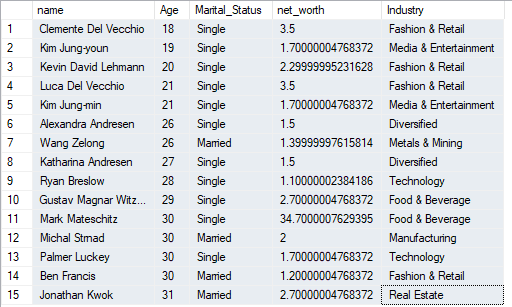 name Age Marital_Status net_worth Industry
1 Clemente Del Vecchio 18 Single 3.5 Fashion & Retail
2 Kim Jung-youn 19 Single 1.70000004768372 Media & Entertainment
3 Kevin David Lehmann 20 Single 2.29999995231628 Fashion & Retail
4 Luca Del Vecchio 21 Single 3.5 Fashion & Retail
5 Kim Jung-min 21 Single 1.70000004768372 Media & Entertainment
6 Alexandra Andresen 26 Single 1.5 Diversified
7 Wang Zelong 26 Married 1.39999997615814 Metals & Mining
8 Katharina Andresen 27 Single 1.5 Diversified
9 Ryan Breslow 28 Single 1.10000002384186 Technology
10 Gustav Magnar Witz... 29 Single 2.70000004768372 Food & Beverage
11 Mark Mateschitz 30 Single 34.7000007629395 Food & Beverage
12 Michal Strnad 30 Married 2 Manufacturing
13 Palmer Luckey 30 Single 1.70000004768372 Technology
14 Ben Francis 30 Married 1.20000004768372 Fashion & Retail
15 Jonathan Kwok 31 Married 2.70000004768372 Real Estate